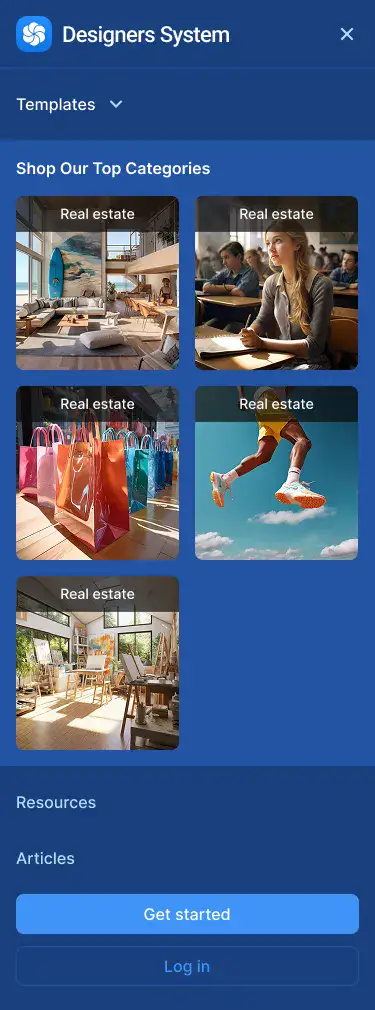 Designers System
Templates
Shop Our Top Categories
Real estate
Real estate
Real estate
Real estate
Real estate
Resources
Articles
Get started
Log in